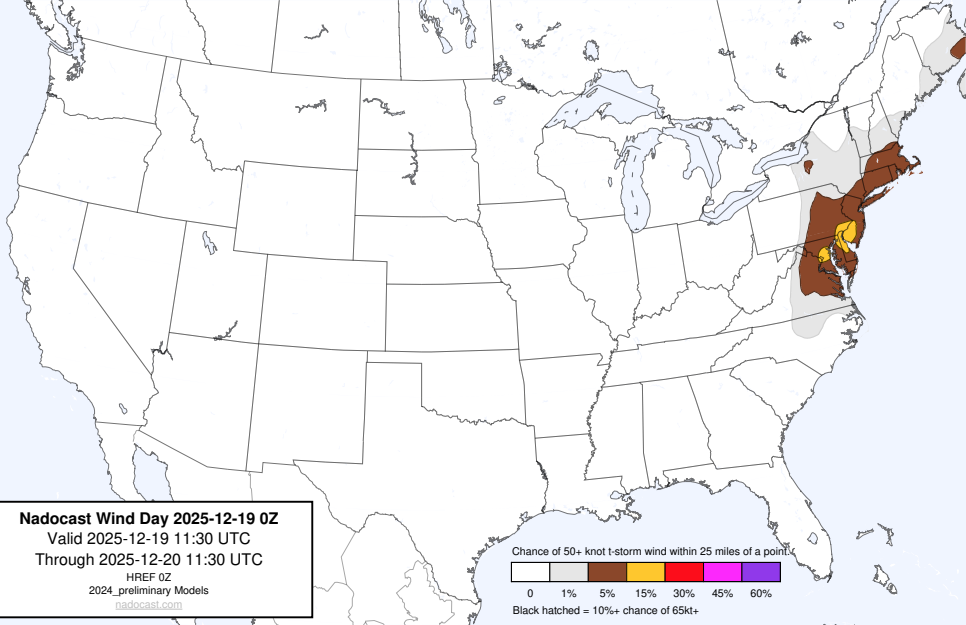 Nadocast Wind Day 2025-12-19 0Z
Valid 2025-12-19 11:30 UTC
Through 2025-12-20 11:30 UTC
HREF 0Z
2024_preliminary Models
nadocast.com
Chance of 50+ knot t-storm wind within 25 miles of a point.
0 1% 5% 15% 30% 45% 60%
Black hatched = 10%+ chance of 65kt+